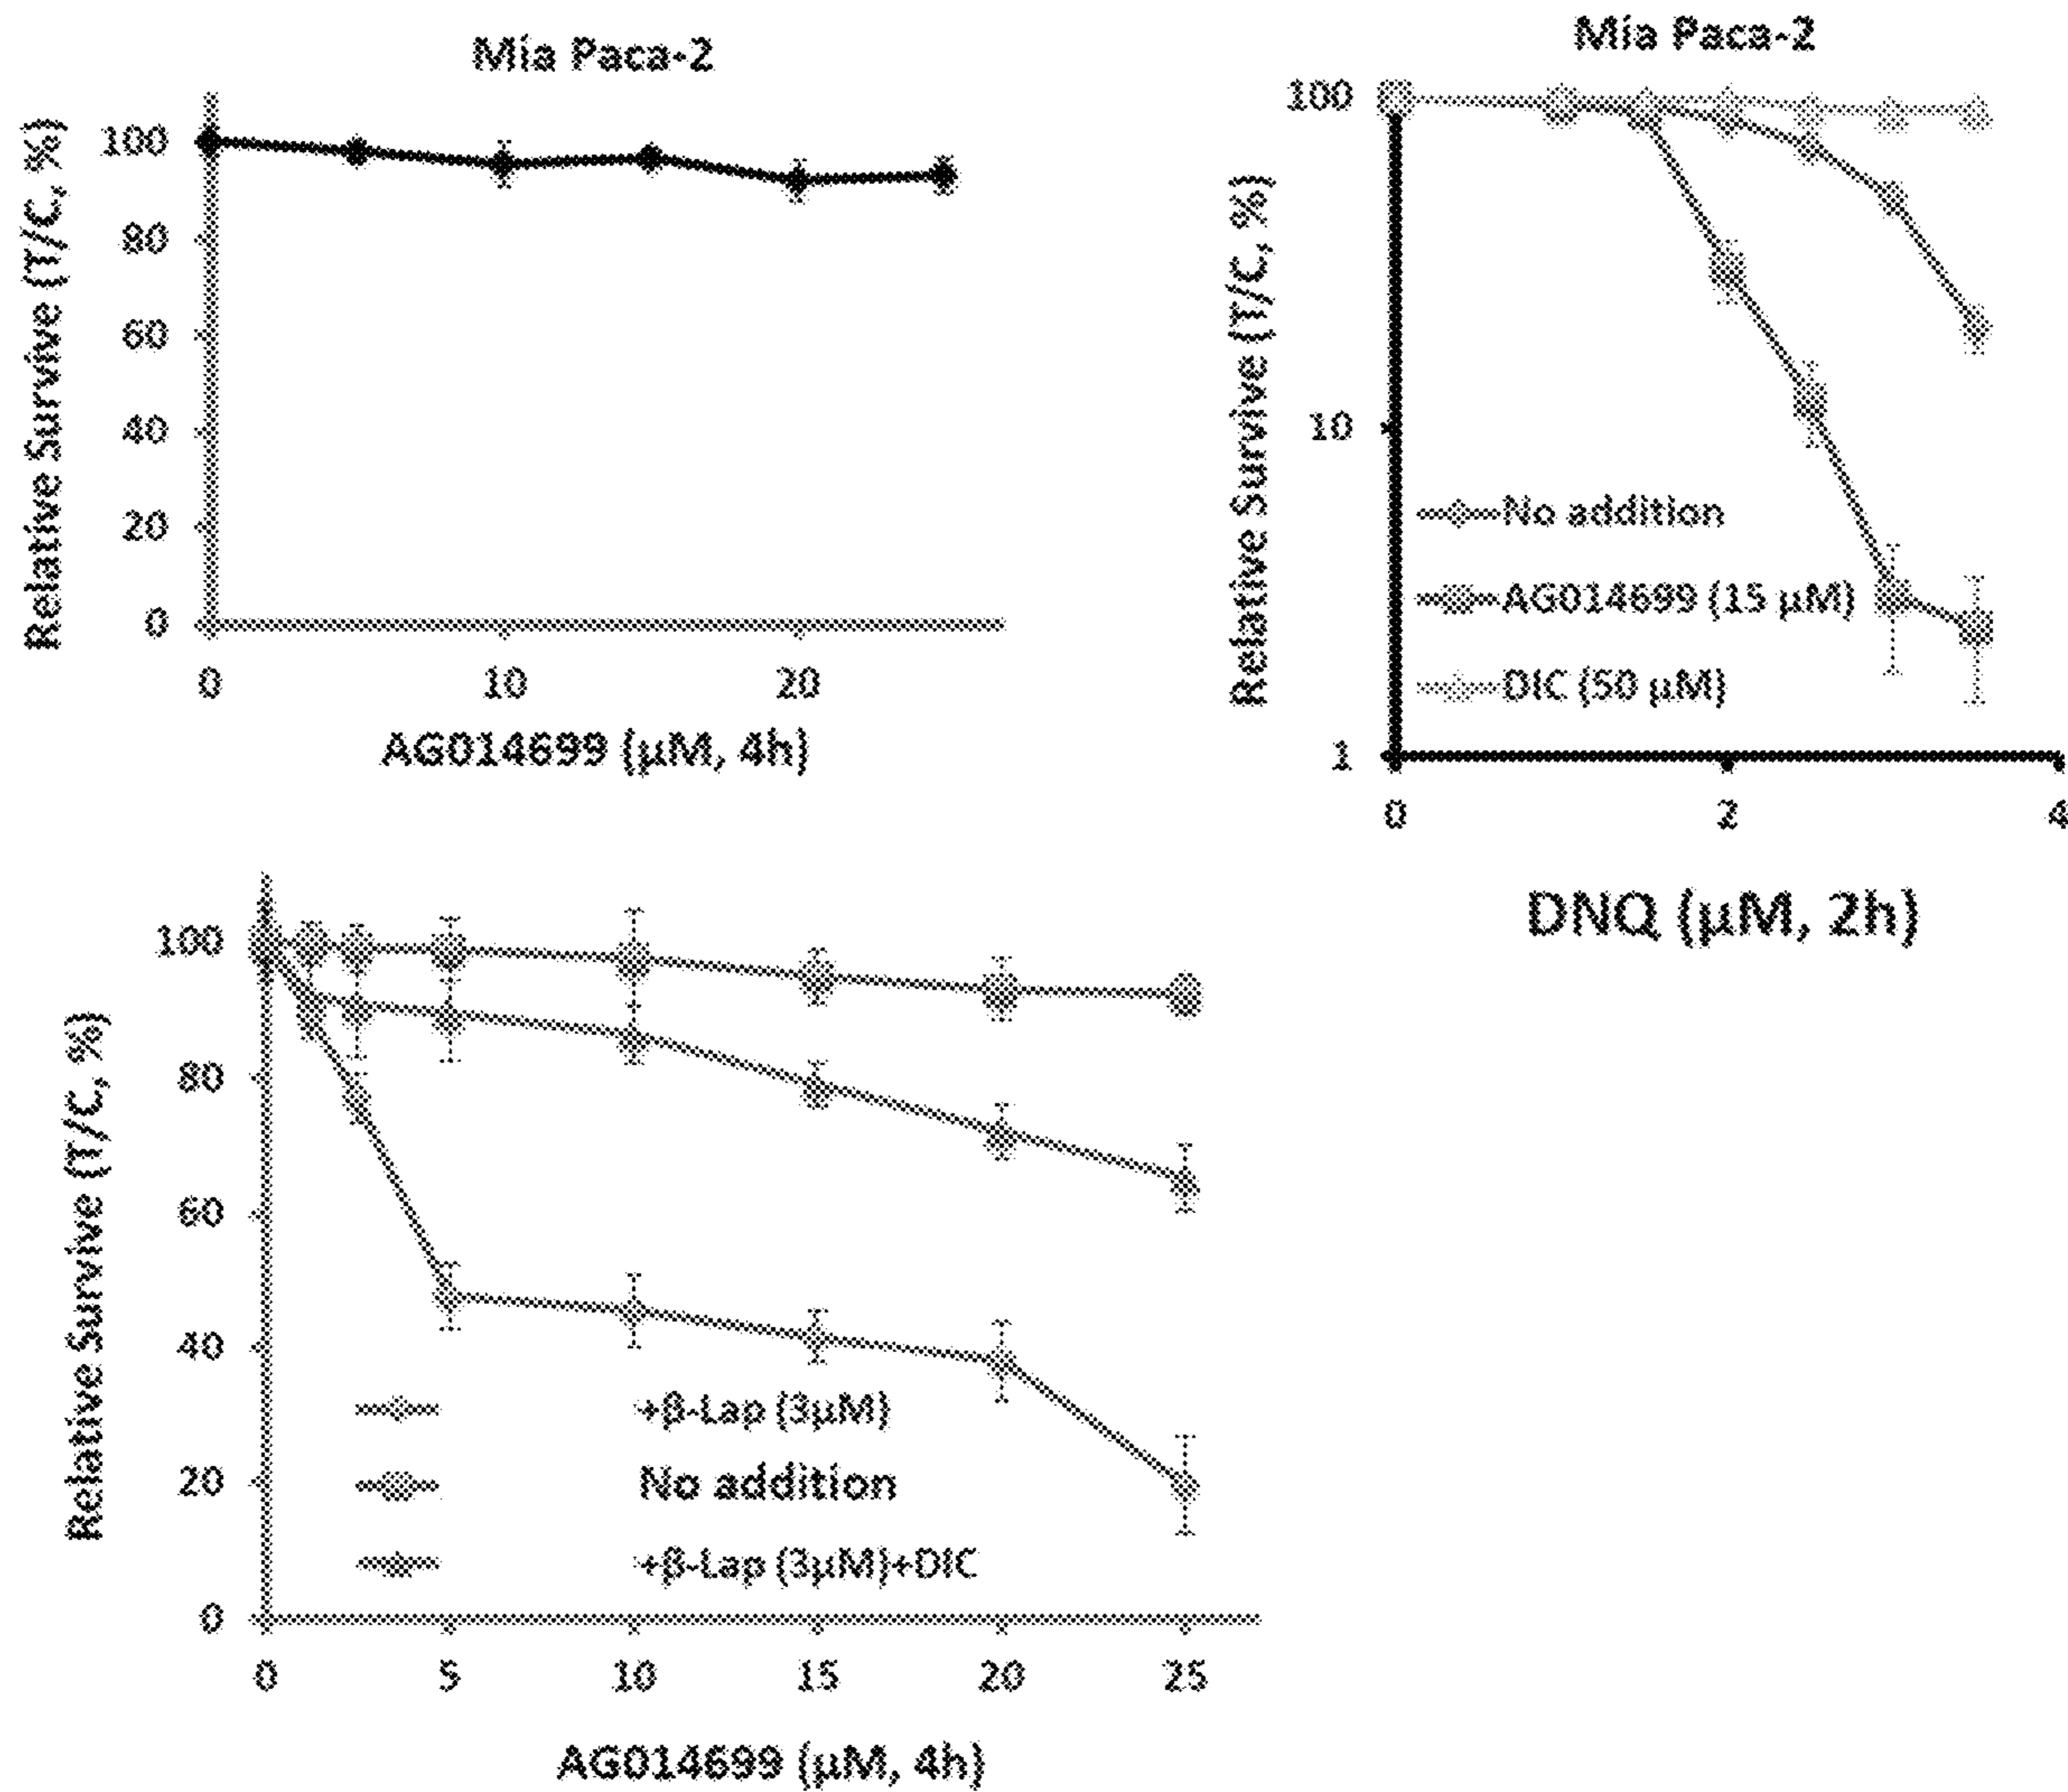 Mia Paca-2
Relative Survive (T/C, %)
100
80
60
40
20
0
0 10 20
AG014699 (µM, 4h)
Mia Paca-2
Relative Survive (T/C, %)
100
10
1
No addition
AG014699 (15 µM)
DIC (50 µM)
0 2 4
DNQ (µM, 2h)
Relative Survive (T/C, %)
100
80
60
40
20
0
+β-Lap (3µM)
No addition
+β-Lap (3µM)+DIC
0 5 10 15 20 25
AG014699 (µM, 4h)